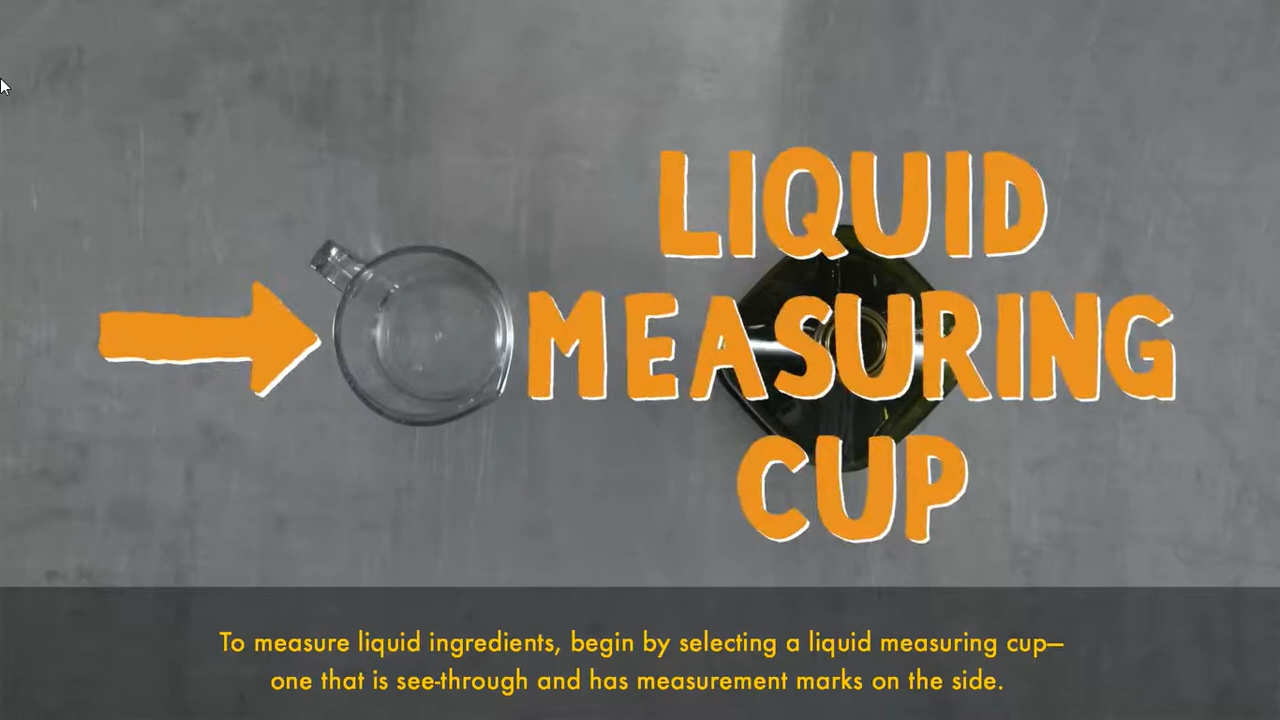 LIQUID
MEASURING
CUP
To measure liquid ingredients, begin by selecting a liquid measuring cup—
one that is see-through and has measurement marks on the side.